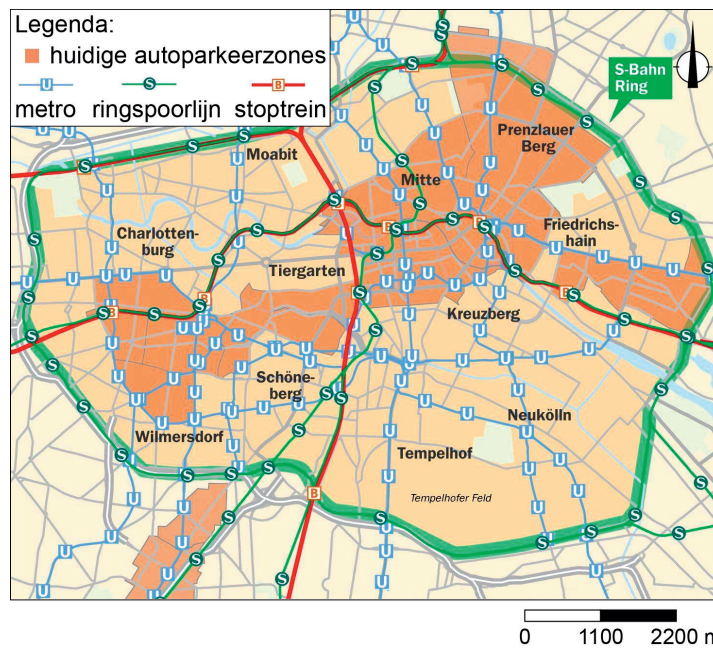 Legenda:
huidige autoparkeerzones
U S B
metro ringspoorlijn stoptrein
S-Bahn
Ring
Prenzlauer
Berg
Moabit
Mitte
Charlotten-
burg
Friedrichs-
hain
Tiergarten
Kreuzberg
Schöne-
berg
Neukölln
Wilmersdorf
Tempelhof
Tempelhofer Feld
0 1100 2200 m